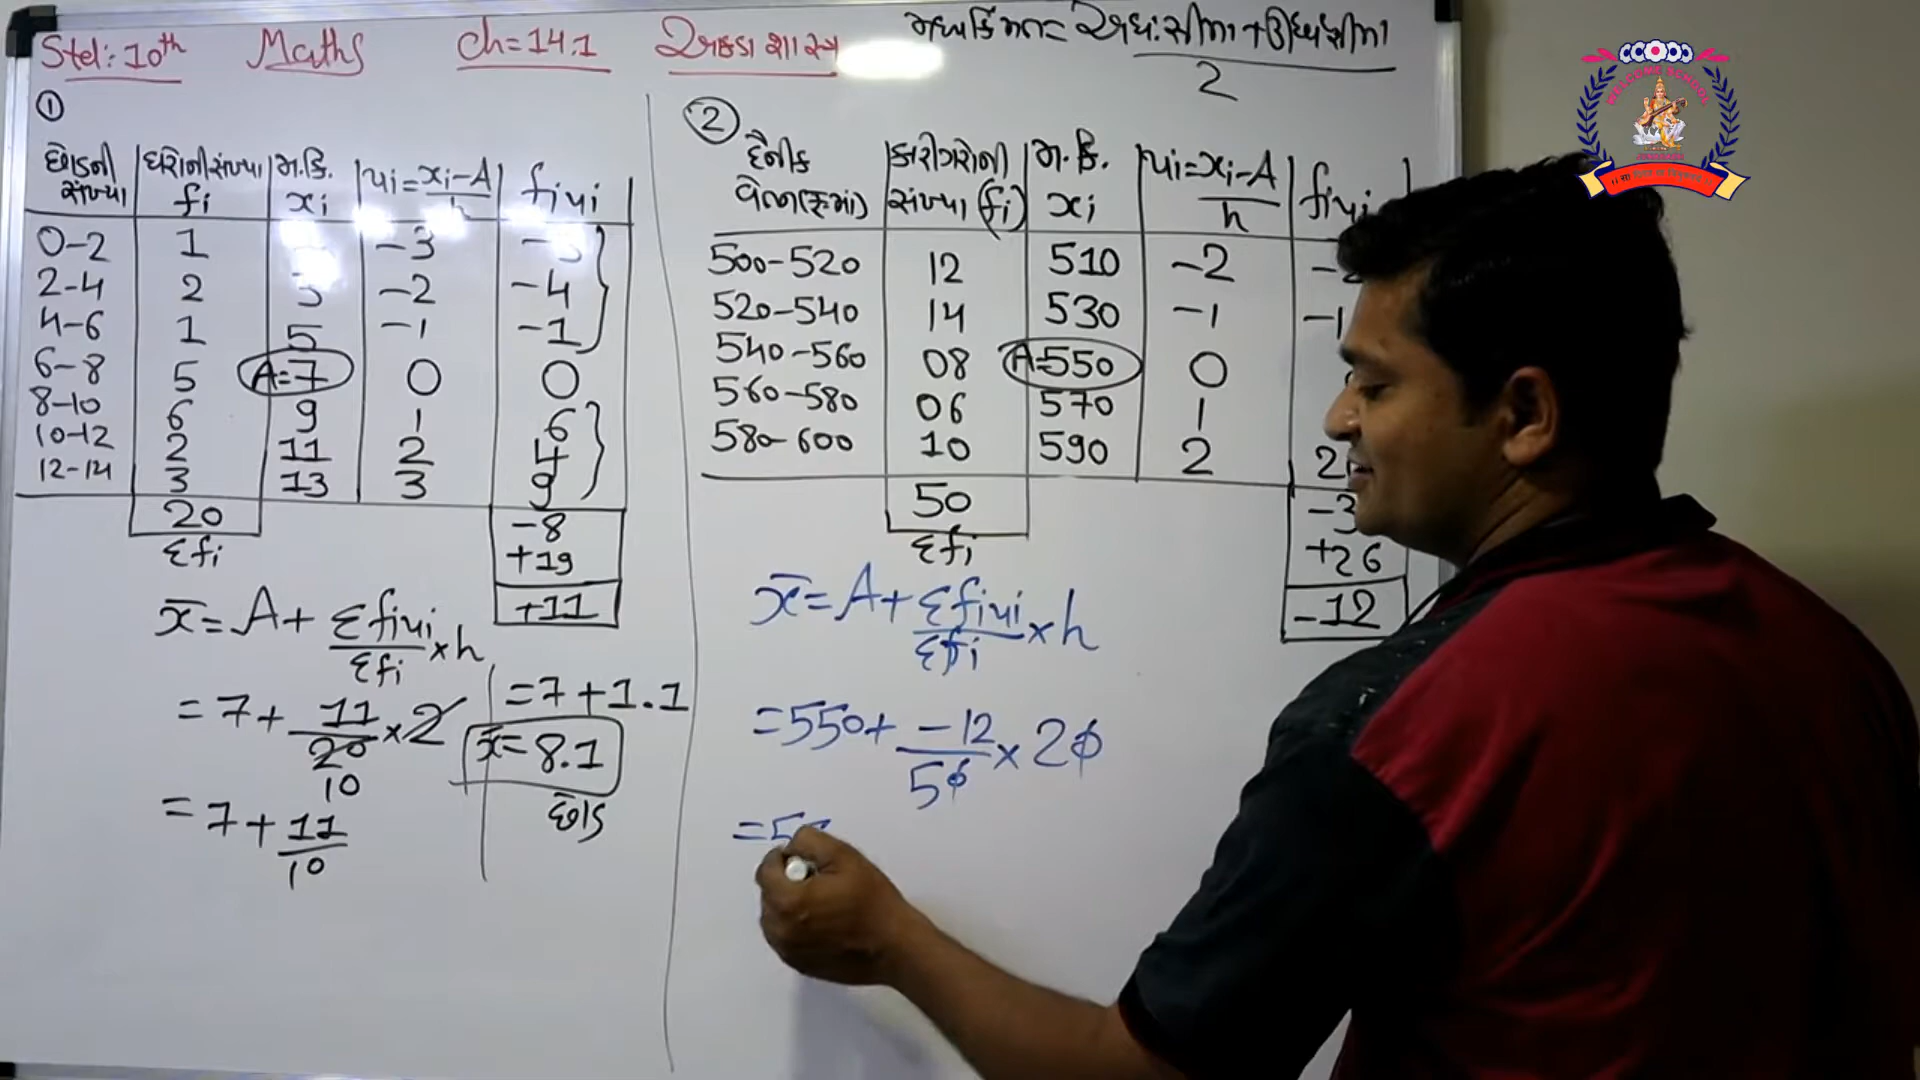 Std:10th Maths Ch=14.1 આંકડાશાસ્ત્ર
મધ્યકિંમત= અધ:સીમા+ઊર્ધ્વસીમા
2
①
છોડની સંખ્યા | ઘરોની સંખ્યા fi | મ.કિ. xi | ui=xi-A/h | fiui
0-2 1 -3
2-4 2 3 -2 -4
4-6 1 5 -1 -1
6-8 5 A=7 0 0
8-10 6 9 1 6
10-12 2 11 2 4
12-14 3 13 3 9
20 -8
Σfi +19
+11
x̄=A+ Σfiui/Σfi ×h
=7+ 11/20 ×2
10
=7+ 11/10
=7+1.1
x̄=8.1
છોડ
②
દૈનીક વેતન(રૂમાં) | કારીગરોની સંખ્યા (fi) | મ.કિ. xi | ui=xi-A/h | fiui
500-520 12 510 -2
520-540 14 530 -1
540-560 08 A=550 0
560-580 06 570 1
580-600 10 590 2
50
Σfi +26
-12
x̄=A+ Σfiui/Σfi ×h
=550+ -12/50 ×20
WELCOME SCHOOL